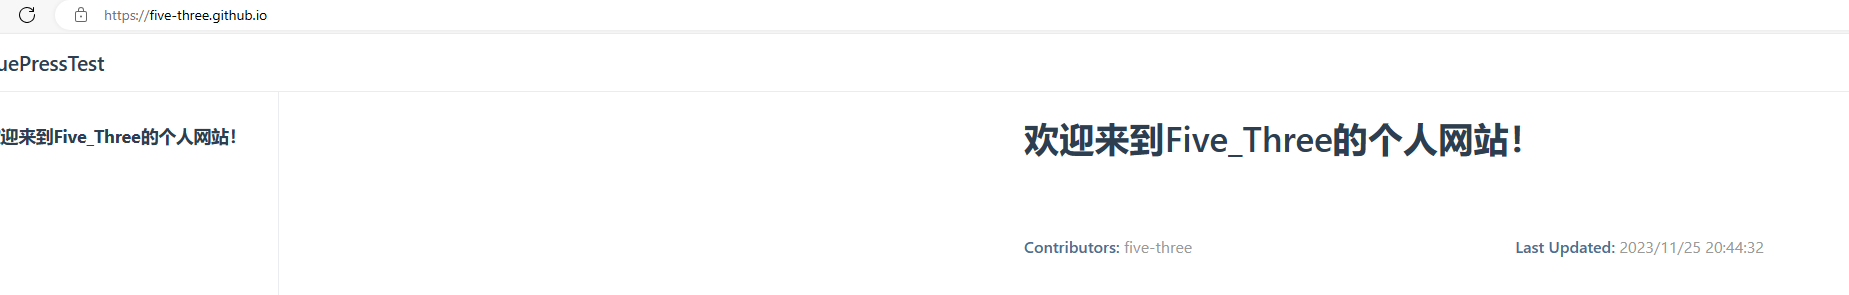 https://five-three.github.io
uePressTest
迎来到Five_Three的个人网站！
欢迎来到Five_Three的个人网站！
Contributors: five-three
Last Updated: 2023/11/25 20:44:32